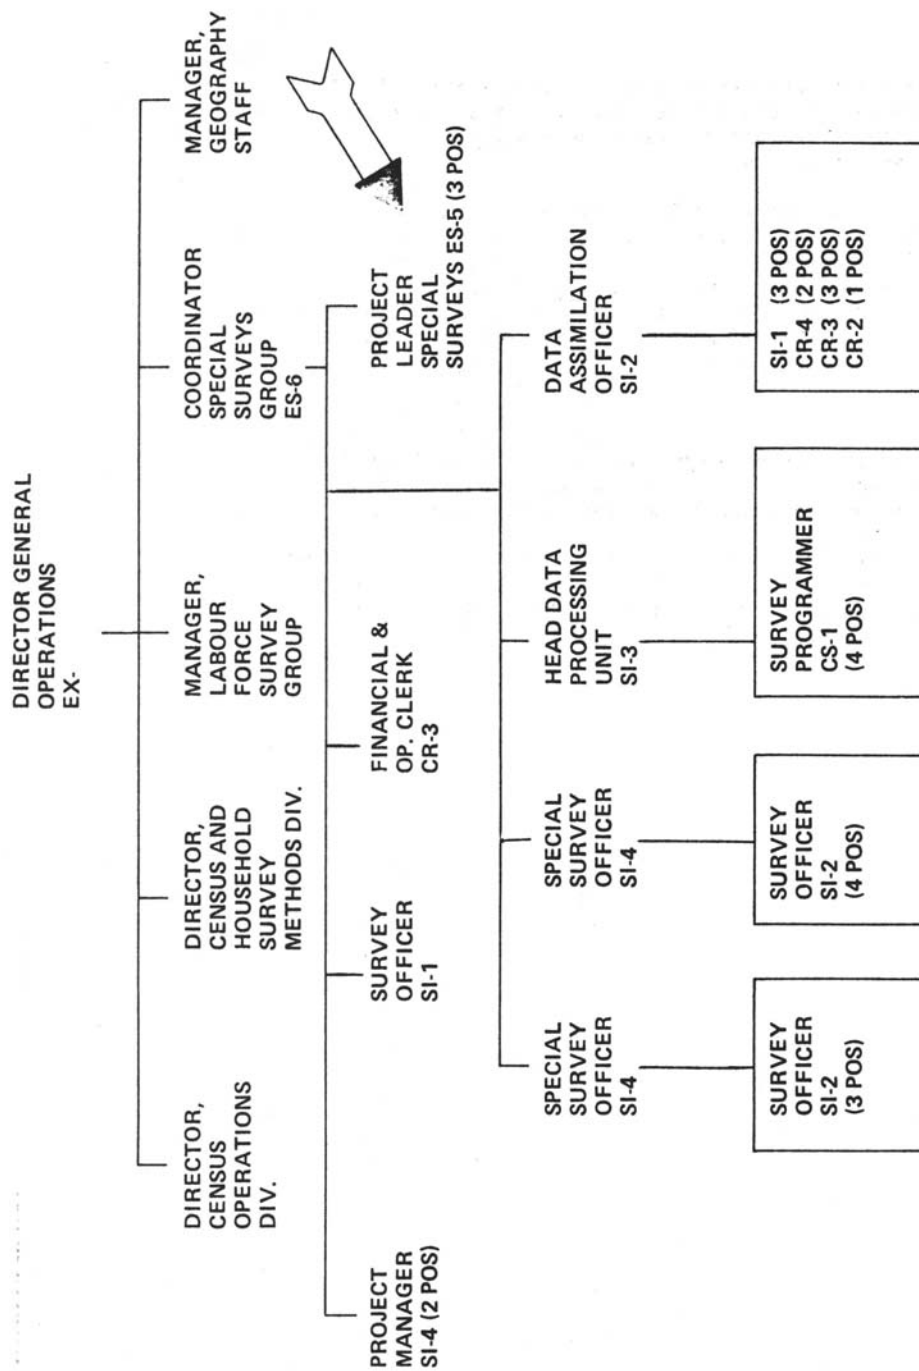 DIRECTOR GENERAL
OPERATIONS
EX-
DIRECTOR,
CENSUS
OPERATIONS
DIV.
DIRECTOR,
CENSUS AND
HOUSEHOLD
SURVEY
METHODS DIV.
MANAGER,
LABOUR
FORCE
SURVEY
GROUP
COORDINATOR
SPECIAL
SURVEYS
GROUP
ES-6
MANAGER,
GEOGRAPHY
STAFF
PROJECT
MANAGER
SI-4 (2 POS)
SURVEY
OFFICER
SI-1
FINANCIAL &
OP. CLERK
CR-3
PROJECT
LEADER
SPECIAL
SURVEYS ES-5 (3 POS)
SPECIAL
SURVEY
OFFICER
SI-4
SPECIAL
SURVEY
OFFICER
SI-4
HEAD DATA
PROCESSING
UNIT
SI-3
DATA
ASSIMILATION
OFFICER
SI-2
SURVEY
OFFICER
SI-2
(3 POS)
SURVEY
OFFICER
SI-2
(4 POS)
SURVEY
PROGRAMMER
CS-1
(4 POS)
SI-1 (3 POS)
CR-4 (2 POS)
CR-3 (3 POS)
CR-2 (1 POS)